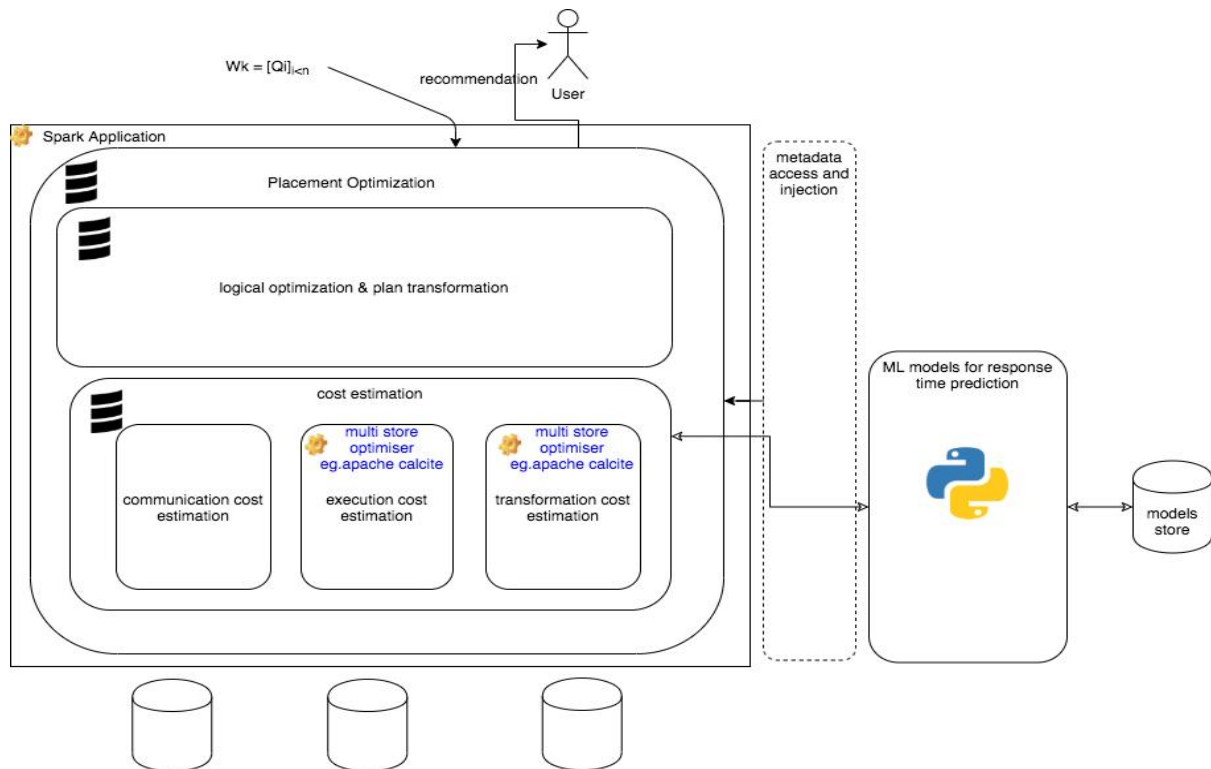 Wk = [Qi]i<n
recommendation
User
Spark Application
Placement Optimization
metadata
access and
injection
logical optimization & plan transformation
cost estimation
multi store
optimiser
eg.apache calcite
multi store
optimiser
eg.apache calcite
communication cost
estimation
execution cost
estimation
transformation cost
estimation
ML models for response
time prediction
models
store